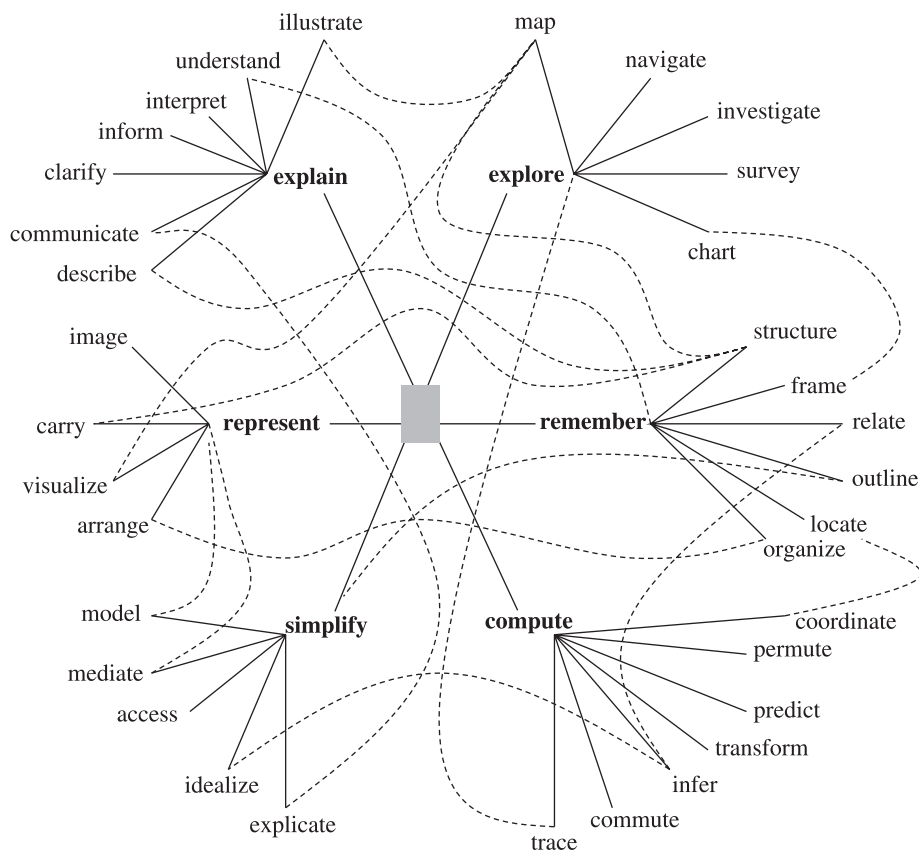 illustrate
map
understand
navigate
interpret
investigate
inform
clarify
explain
explore
survey
communicate
chart
describe
image
structure
frame
carry
represent
remember
relate
visualize
outline
arrange
locate
organize
model
simplify
compute
coordinate
permute
mediate
access
predict
transform
idealize
infer
explicate
commute
trace